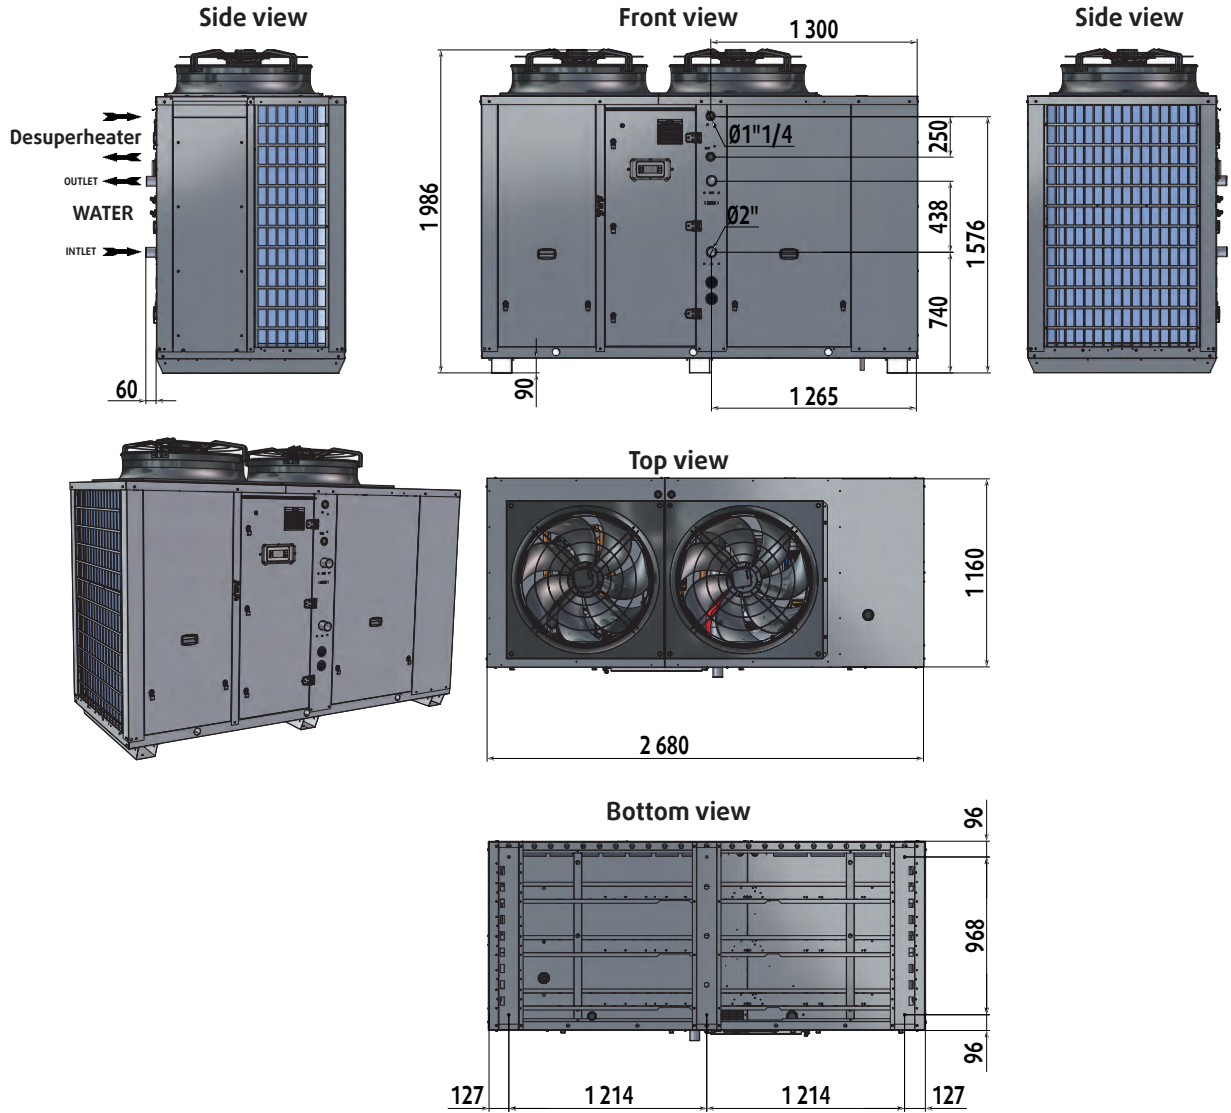 Side view
Front view
Side view
1 300
Desuperheater
OUTLET
WATER
INTLET
60
1 986
Ø1"1/4
Ø2"
250
438
740
1 576
90
1 265
Top view
1 160
2 680
Bottom view
96
968
96
127
1 214
1 214
127